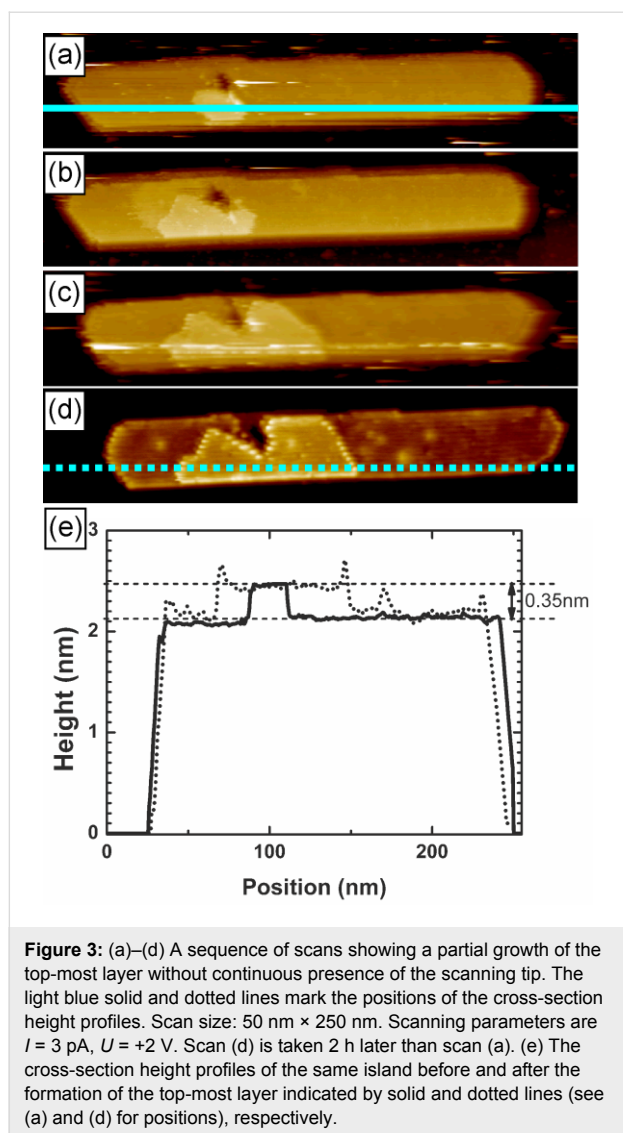 (a)
(b)
(c)
(d)
(e)
3
2
1
0
Height (nm)
0.35nm
0 100 200
Position (nm)
Figure 3: (a)–(d) A sequence of scans showing a partial growth of the
top-most layer without continuous presence of the scanning tip. The
light blue solid and dotted lines mark the positions of the cross-section
height profiles. Scan size: 50 nm × 250 nm. Scanning parameters are
I = 3 pA, U = +2 V. Scan (d) is taken 2 h later than scan (a). (e) The
cross-section height profiles of the same island before and after the
formation of the top-most layer indicated by solid and dotted lines (see
(a) and (d) for positions), respectively.